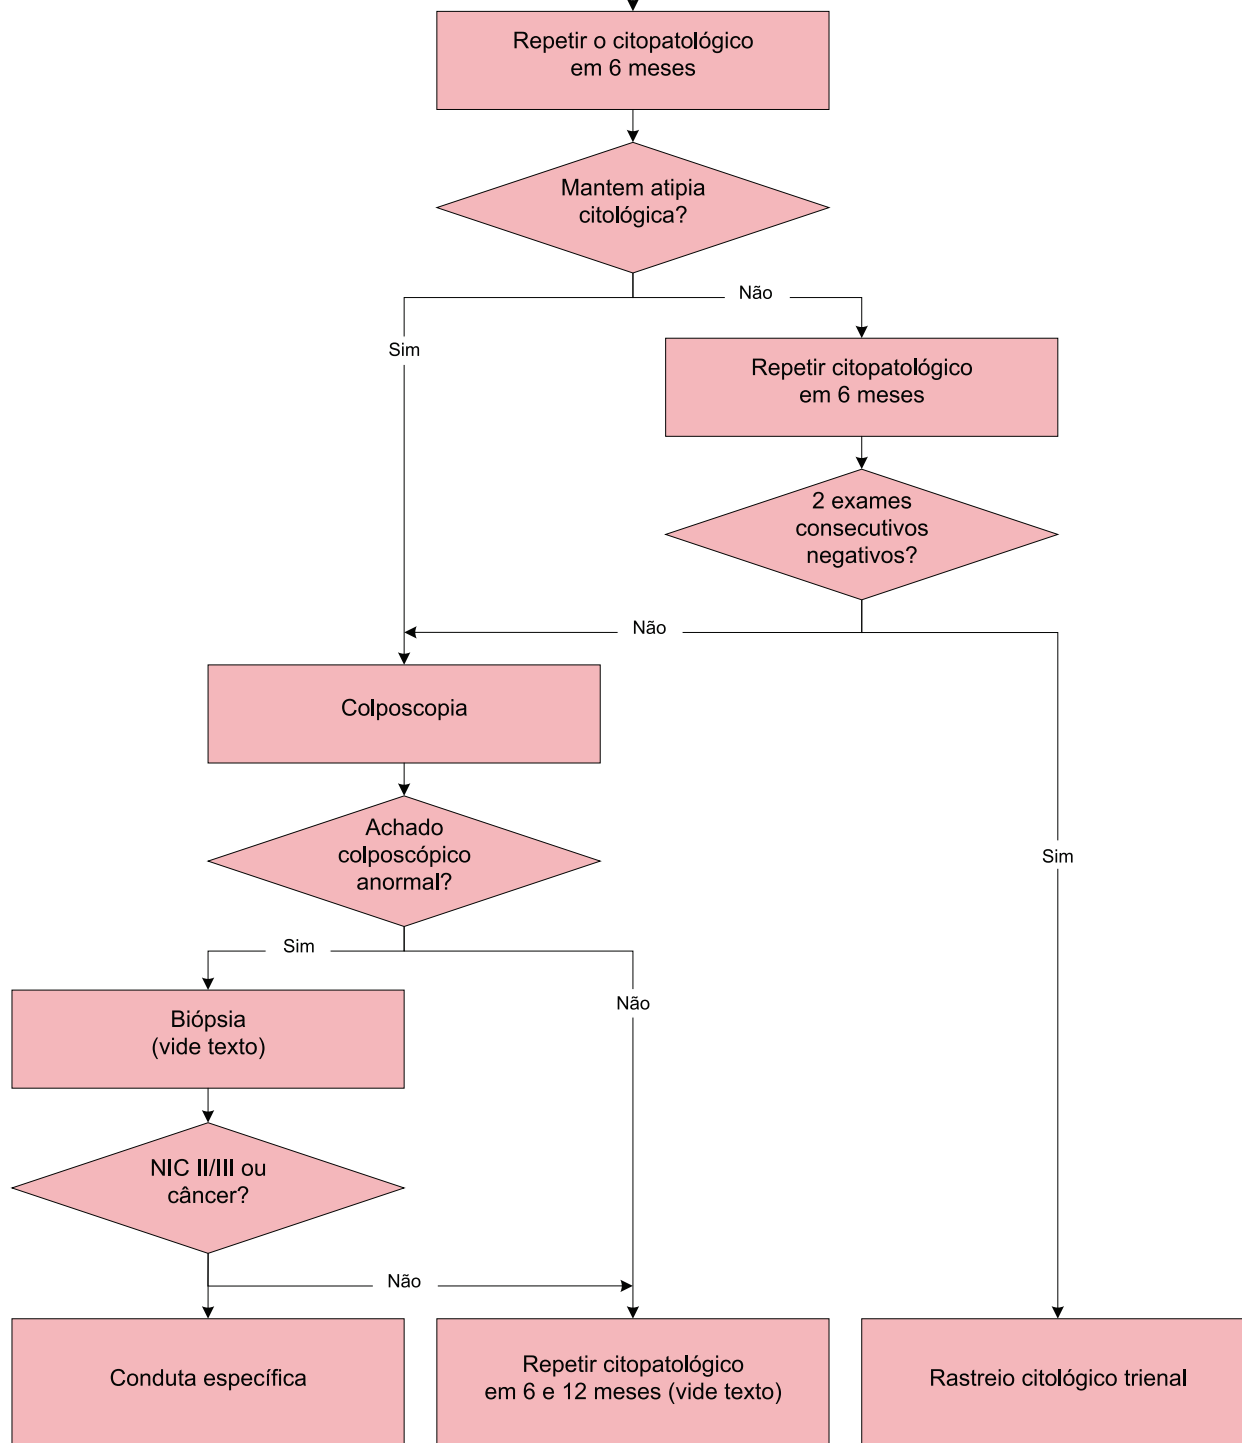 Repetir o citopatológico
em 6 meses
Mantem atipia
citológica?
Não
Sim
Repetir citopatológico
em 6 meses
2 exames
consecutivos
negativos?
Não
Colposcopia
Achado
colposcópico
anormal?
Sim
Sim
Não
Biópsia
(vide texto)
NIC II/III ou
câncer?
Não
Conduta específica
Repetir citopatológico
em 6 e 12 meses (vide texto)
Rastreio citológico trienal